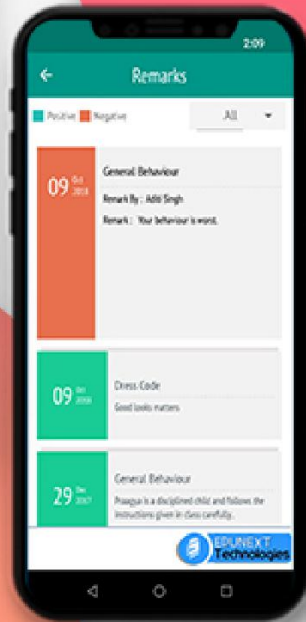 2:09
Remarks
Positive Negative
All
09 Oct 2018
General Behaviour
Remark By : Aditi Singh
Remark : Your behaviour is worst.
09 Oct 2018
Dress Code
Good looks matters
29 Dec 2017
General Behaviour
Praagya is a disciplined child and follows the
instructions given in class carefully.
EPUNEXT
Technologies